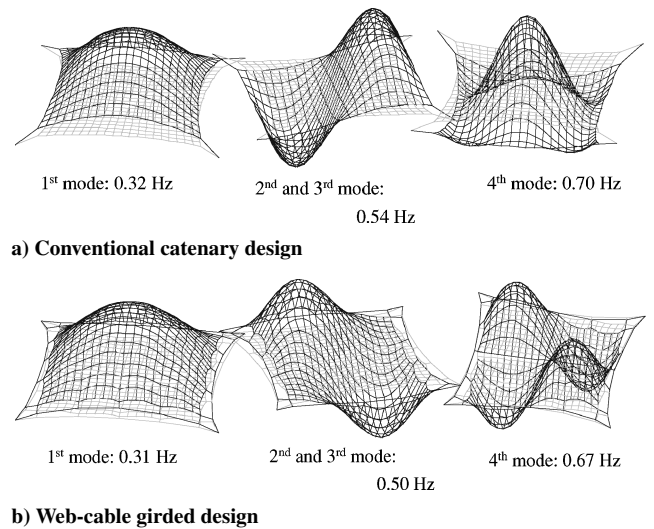 1st mode: 0.32 Hz
2nd and 3rd mode:
0.54 Hz
4th mode: 0.70 Hz
a) Conventional catenary design
1st mode: 0.31 Hz
2nd and 3rd mode:
0.50 Hz
4th mode: 0.67 Hz
b) Web-cable girded design